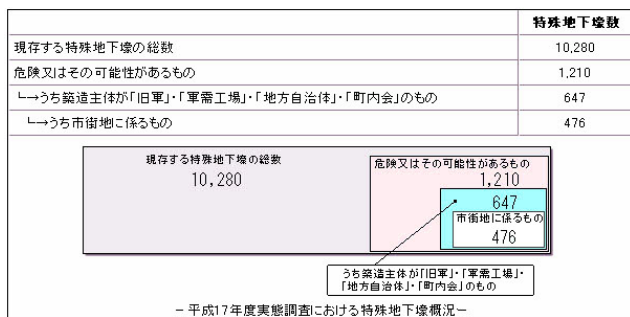 特殊地下壕数
現存する特殊地下壕の総数 10,280
危険又はその可能性があるもの 1,210
└→うち築造主体が｢旧軍｣･｢軍需工場｣･｢地方自治体｣･｢町内会｣のもの 647
└→うち市街地に係るもの 476
現存する特殊地下壕の総数
10,280
危険又はその可能性があるもの
1,210
647
市街地に係るもの
476
うち築造主体が｢旧軍｣･｢軍需工場｣･
｢地方自治体｣･｢町内会｣のもの
－平成17年度実態調査における特殊地下壕概況－